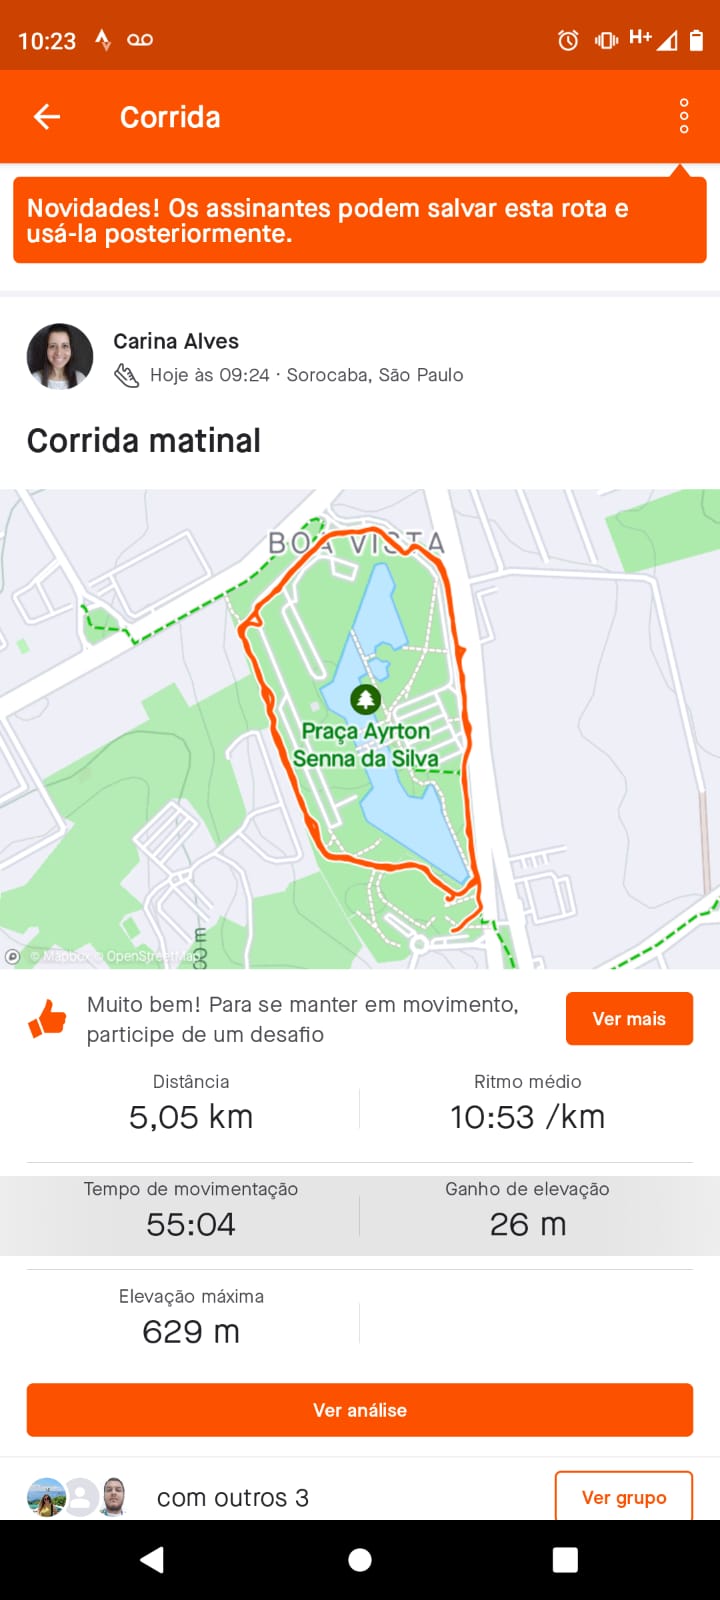 10:23
H+
Corrida
Novidades! Os assinantes podem salvar esta rota e
usá-la posteriormente.
Carina Alves
Hoje às 09:24 · Sorocaba, São Paulo
Corrida matinal
BOA VISTA
Praça Ayrton
Senna da Silva
© Mapbox © OpenStreetMap
Muito bem! Para se manter em movimento,
participe de um desafio
Ver mais
Distância
5,05 km
Ritmo médio
10:53 /km
Tempo de movimentação
55:04
Ganho de elevação
26 m
Elevação máxima
629 m
Ver análise
com outros 3
Ver grupo